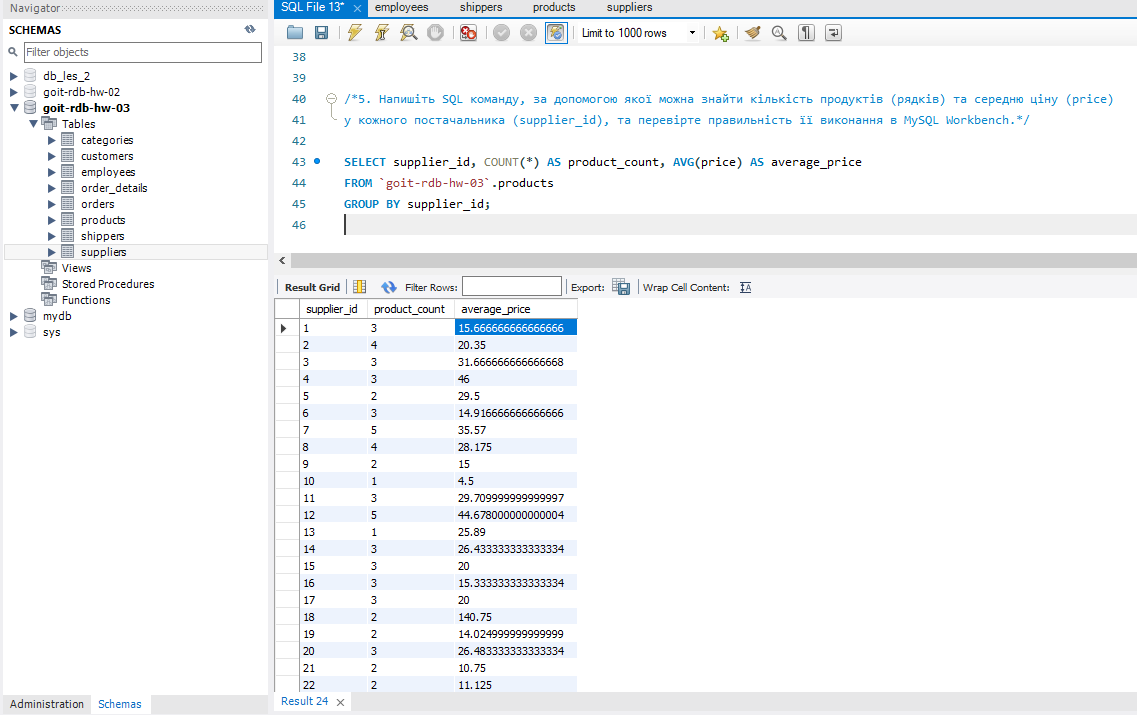 Navigator
SCHEMAS
Filter objects
db_les_2
goit-rdb-hw-02
goit-rdb-hw-03
Tables
categories
customers
employees
order_details
orders
products
shippers
suppliers
Views
Stored Procedures
Functions
mydb
sys
Administration Schemas
SQL File 13* employees shippers products suppliers
Limit to 1000 rows
38
39
40 /*5. Напишіть SQL команду, за допомогою якої можна знайти кількість продуктів (рядків) та середню ціну (price)
41 у кожного постачальника (supplier_id), та перевірте правильність її виконання в MySQL Workbench.*/
42
43 SELECT supplier_id, COUNT(*) AS product_count, AVG(price) AS average_price
44 FROM `goit-rdb-hw-03`.products
45 GROUP BY supplier_id;
46
Result Grid Filter Rows: Export: Wrap Cell Content:
supplier_id product_count average_price
1 3 15.666666666666666
2 4 20.35
3 3 31.666666666666668
4 3 46
5 2 29.5
6 3 14.916666666666666
7 5 35.57
8 4 28.175
9 2 15
10 1 4.5
11 3 29.709999999999997
12 5 44.678000000000004
13 1 25.89
14 3 26.433333333333334
15 3 20
16 3 15.333333333333334
17 3 20
18 2 140.75
19 2 14.024999999999999
20 3 26.483333333333334
21 2 10.75
22 2 11.125
Result 24